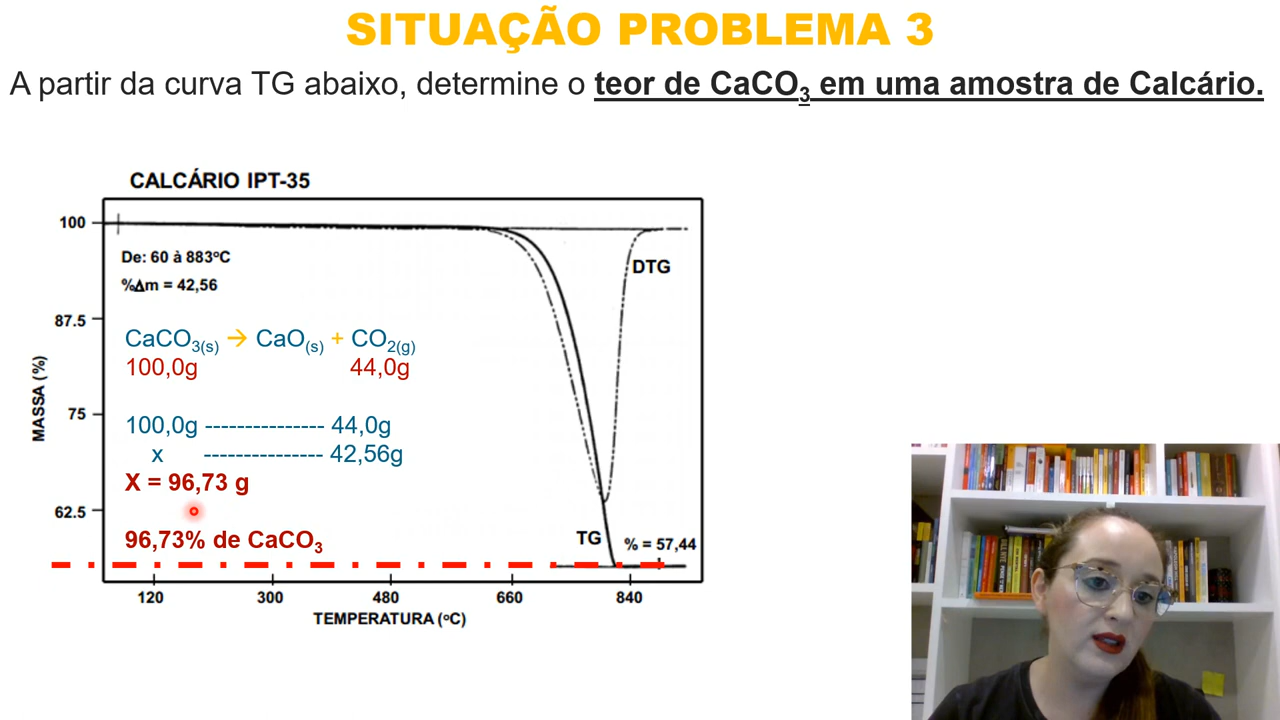 SITUAÇÃO PROBLEMA 3
A partir da curva TG abaixo, determine o teor de CaCO3 em uma amostra de Calcário.
CALCÁRIO IPT-35
100
De: 60 à 883ºC
%Δm = 42,56
DTG
87.5
CaCO3(s) → CaO(s) + CO2(g)
100,0g 44,0g
MASSA (%)
75
100,0g --------------- 44,0g
x --------------- 42,56g
X = 96,73 g
62.5
96,73% de CaCO3
TG
% = 57,44
120 300 480 660 840
TEMPERATURA (ºC)